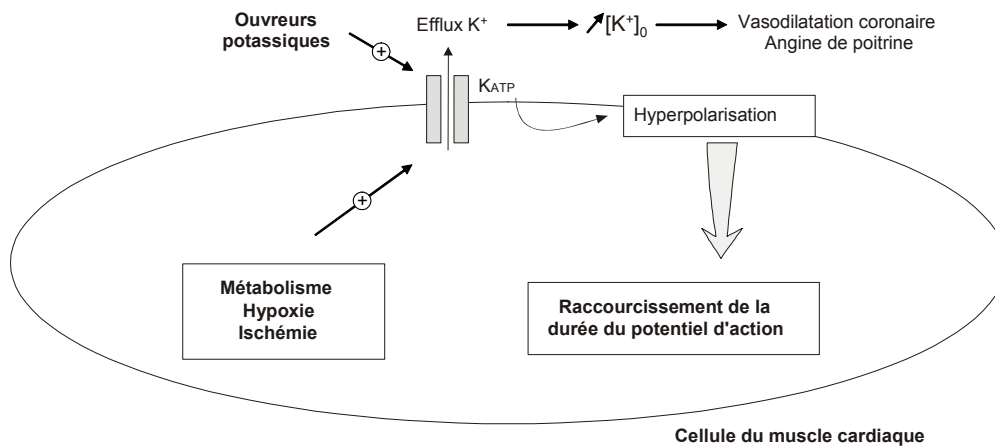 Ouvreurs
potassiques
Efflux K⁺
[K⁺]₀
Vasodilatation coronaire
Angine de poitrine
+
KATP
Hyperpolarisation
+
Métabolisme
Hypoxie
Ischémie
Raccourcissement de la
durée du potentiel d'action
Cellule du muscle cardiaque